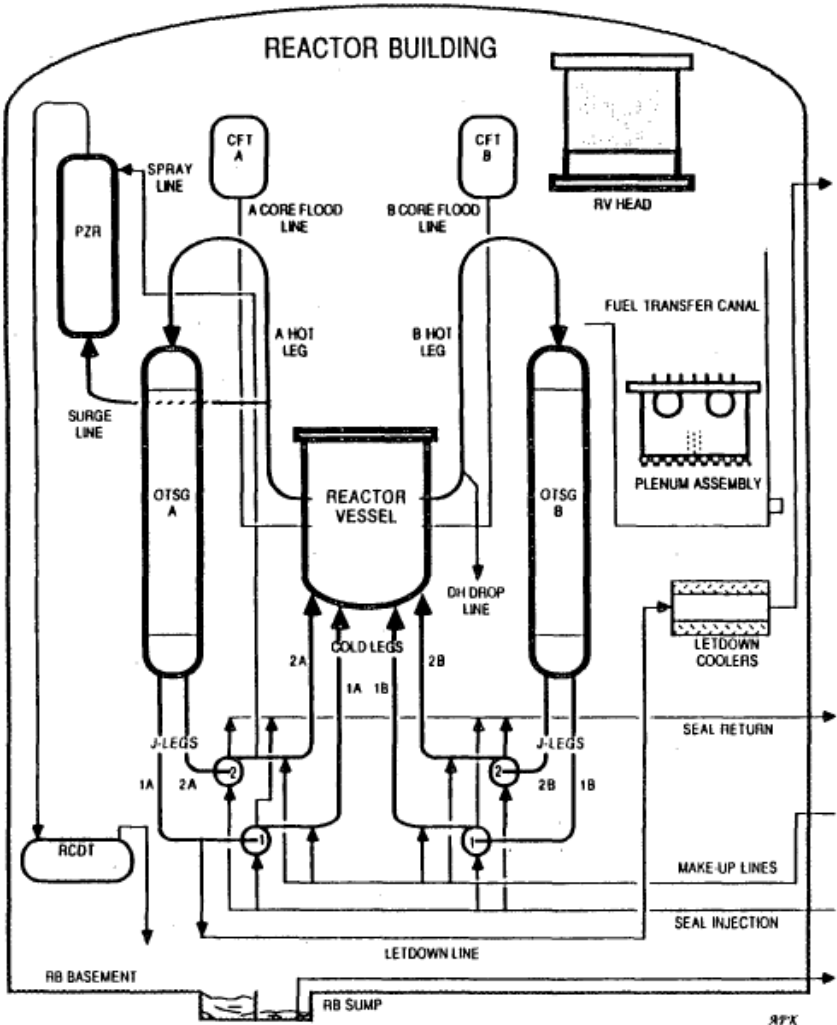 REACTOR BUILDING
CFT
A
CFT
B
SPRAY
LINE
PZR
A CORE FLOOD
LINE
B CORE FLOOD
LINE
RV HEAD
FUEL TRANSFER CANAL
A HOT
LEG
B HOT
LEG
SURGE
LINE
PLENUM ASSEMBLY
OTSG
A
REACTOR
VESSEL
OTSG
B
DH DROP
LINE
COLD LEGS
2A
1A
1B
2B
LETDOWN
COOLERS
SEAL RETURN
J-LEGS
J-LEGS
1A
2A
2
2
2B
1B
1
1
RCDT
MAKE-UP LINES
SEAL INJECTION
LETDOWN LINE
RB BASEMENT
RB SUMP